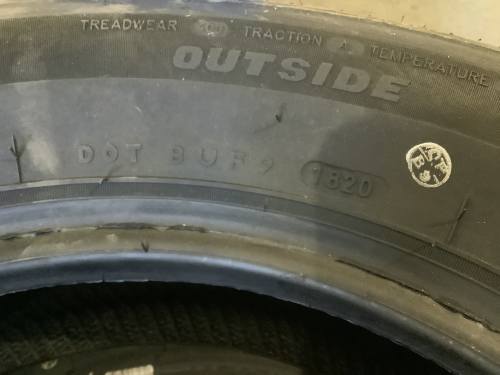 TREADWEAR TRACTION A TEMPERATURE
OUTSIDE
DOT 1820